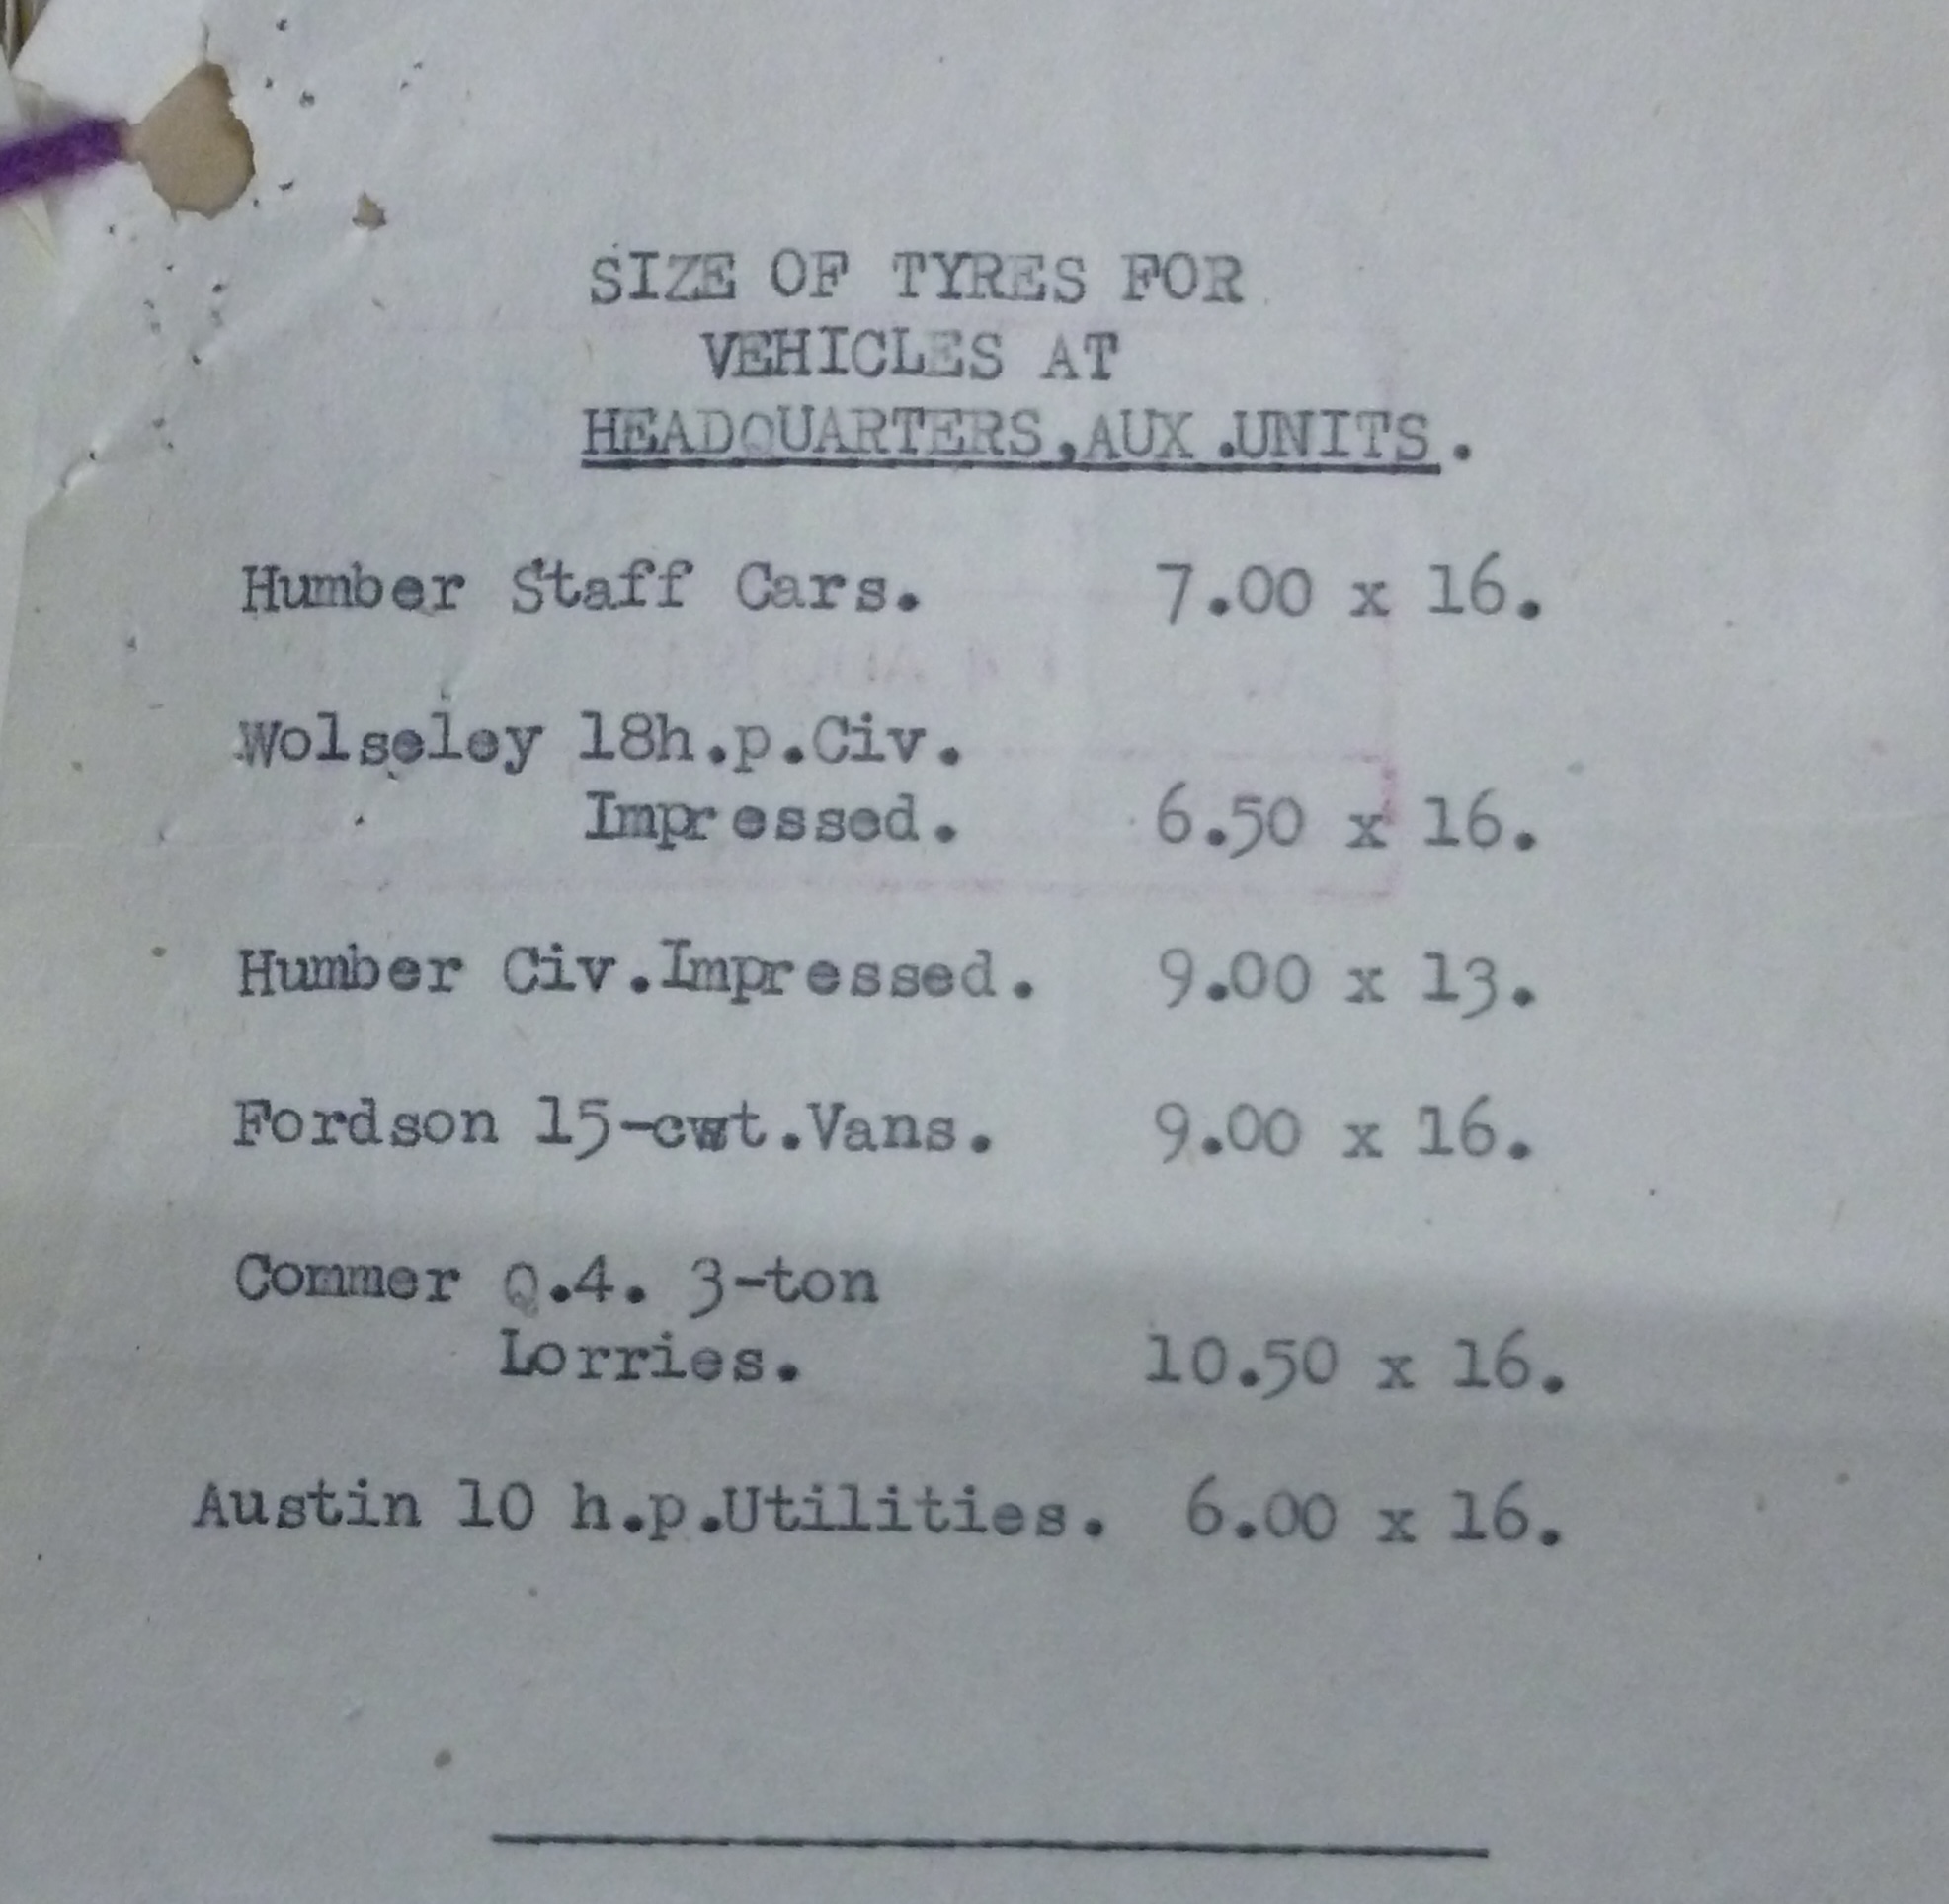 SIZE OF TYRES FOR
VEHICLES AT
HEADQUARTERS,AUX.UNITS.
Humber Staff Cars. 7.00 x 16.
Wolseley 18h.p.Civ.
Impressed. 6.50 x 16.
Humber Civ.Impressed. 9.00 x 13.
Fordson 15-cwt.Vans. 9.00 x 16.
Commer Q.4. 3-ton
Lorries. 10.50 x 16.
Austin 10 h.p.Utilities. 6.00 x 16.